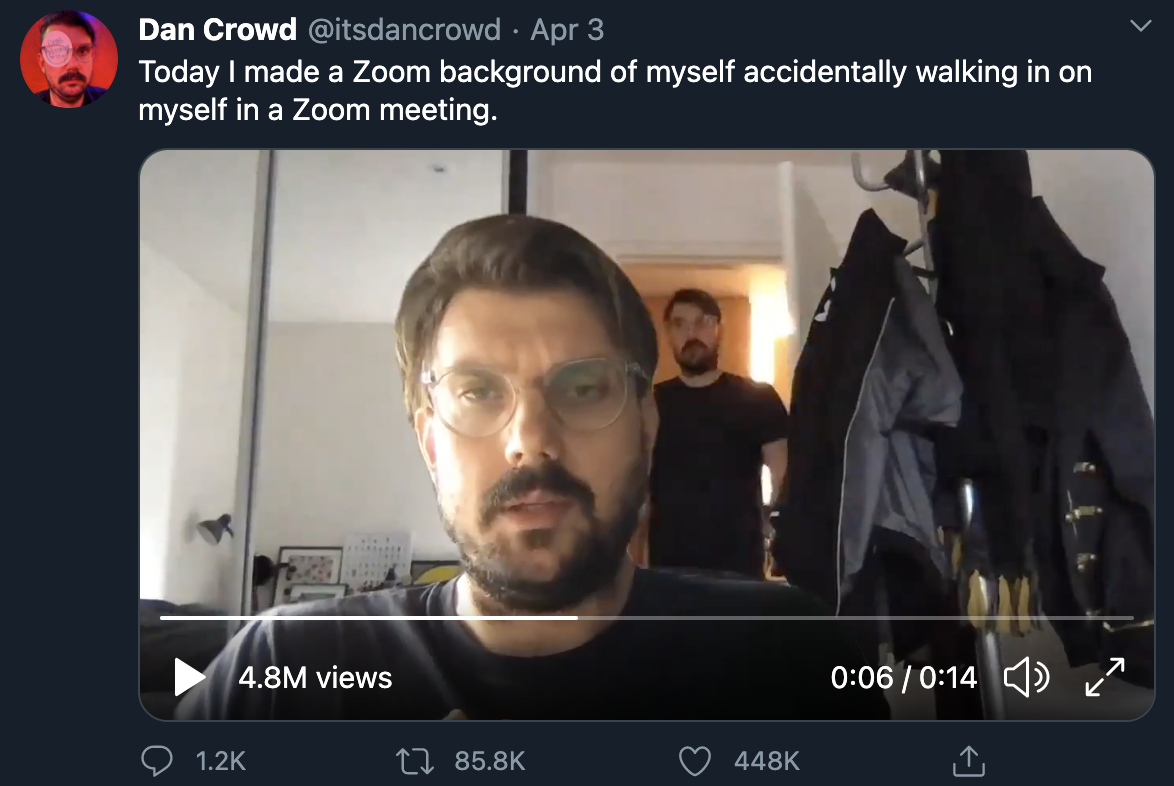 Dan Crowd @itsdancrowd · Apr 3
Today I made a Zoom background of myself accidentally walking in on
myself in a Zoom meeting.
4.8M views
0:06 / 0:14
1.2K
85.8K
448K